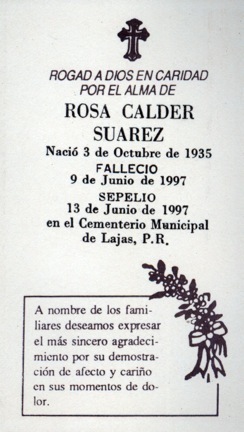 ROGAD A DIOS EN CARIDAD
POR EL ALMA DE
ROSA CALDER
SUAREZ
Nació 3 de Octubre de 1935
FALLECIO
9 de Junio de 1997
SEPELIO
13 de Junio de 1997
en el Cementerio Municipal
de Lajas, P.R.
A nombre de los fami-
liares deseamos expresar
el más sincero agradeci-
miento por su demostra-
ción de afecto y cariño
en sus momentos de do-
lor.